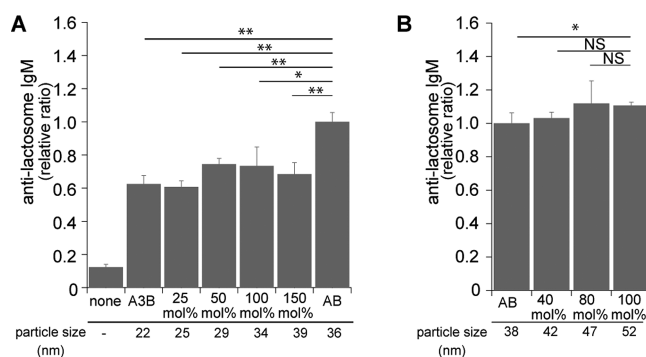 A
anti-lactosome IgM
(relative ratio)
1.6
1.4
1.2
1.0
0.8
0.6
0.4
0.2
0
**
**
**
*
**
none A3B 25 mol% 50 mol% 100 mol% 150 mol% AB
particle size (nm) - 22 25 29 34 39 36
B
anti-lactosome IgM
(relative ratio)
1.6
1.4
1.2
1.0
0.8
0.6
0.4
0.2
0
*
NS
NS
AB 40 mol% 80 mol% 100 mol%
particle size (nm) 38 42 47 52